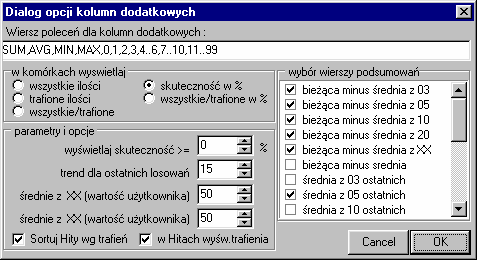 Dialog opcji kolumn dodatkowych
Wiersz poleceń dla kolumn dodatkowych :
SUM,AVG,MIN,MAX,0,1,2,3,4..6,7..10,11..99
w komórkach wyswietlaj
wszystkie ilości
trafione ilości
wszystkie/trafione
skuteczność w %
wszystkie/trafione w %
parametry i opcje
wyświetlaj skuteczność >= 0 %
trend dla ostatnich losowań 15
średnie z XX (wartość użytkownika) 50
średnie z XX (wartość użytkownika) 50
Sortuj Hity wg trafień
w Hitach wyśw.trafienia
wybór wierszy podsumowań
bieżąca minus średnia z 03
bieżąca minus średnia z 05
bieżąca minus średnia z 10
bieżąca minus średnia z 20
bieżąca minus średnia z XX
bieżąca minus srednia
średnia z 03 ostatnich
średnia z 05 ostatnich
średnia z 10 ostatnich
Cancel
OK